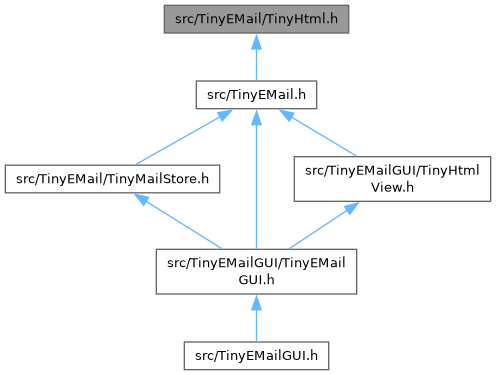 src/TinyEMail/TinyHtml.h
src/TinyEMail.h
src/TinyEMail/TinyMailStore.h
src/TinyEMailGUI/TinyHtml
View.h
src/TinyEMailGUI/TinyEMail
GUI.h
src/TinyEMailGUI.h